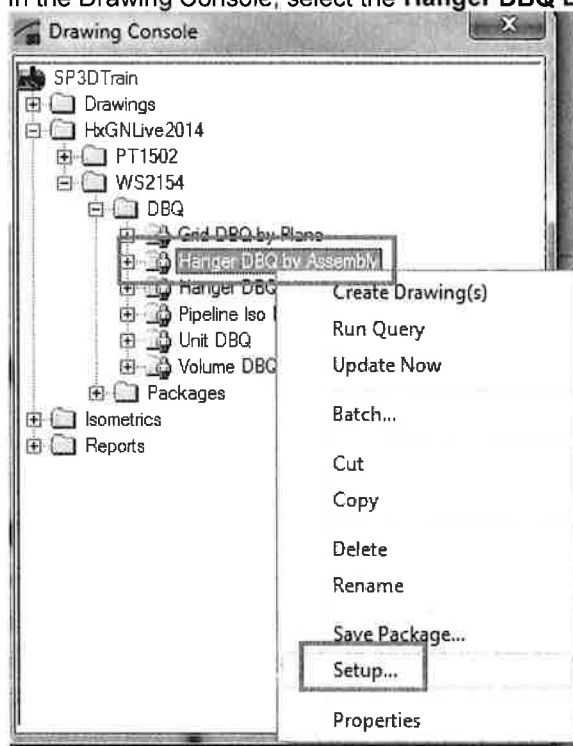 In the Drawing Console, select the Hanger DBQ
Drawing Console
SP3DTrain
Drawings
HxGNLive2014
PT1502
WS2154
DBQ
Grid DBQ by Plane
Hanger DBQ by Assembly
Hanger DBQ
Pipeline Iso
Unit DBQ
Volume DBQ
Packages
Isometrics
Reports
Create Drawing(s)
Run Query
Update Now
Batch...
Cut
Copy
Delete
Rename
Save Package...
Setup...
Properties